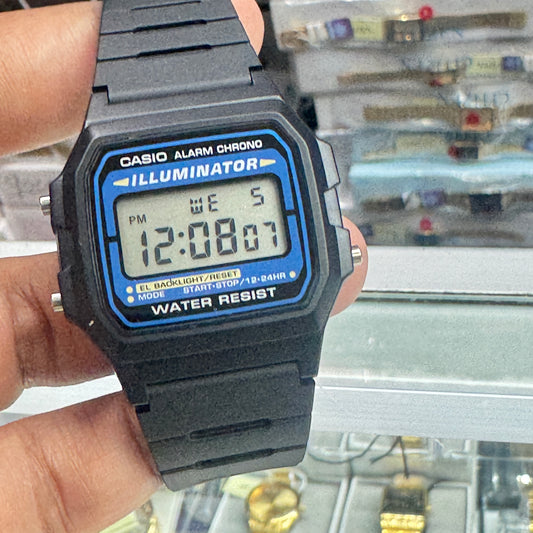 CASIO ALARM CHRONO
ILLUMINATOR
WE 5
PM 12:08 07
EL BACKLIGHT/RESET
MODE START•STOP/12•24HR
WATER RESIST